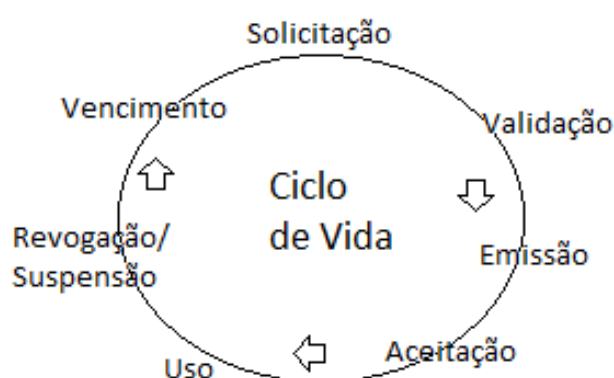 Solicitação
Vencimento
Validação
Ciclo
de Vida
Revogação/
Suspensão
Emissão
Aceitação
Uso